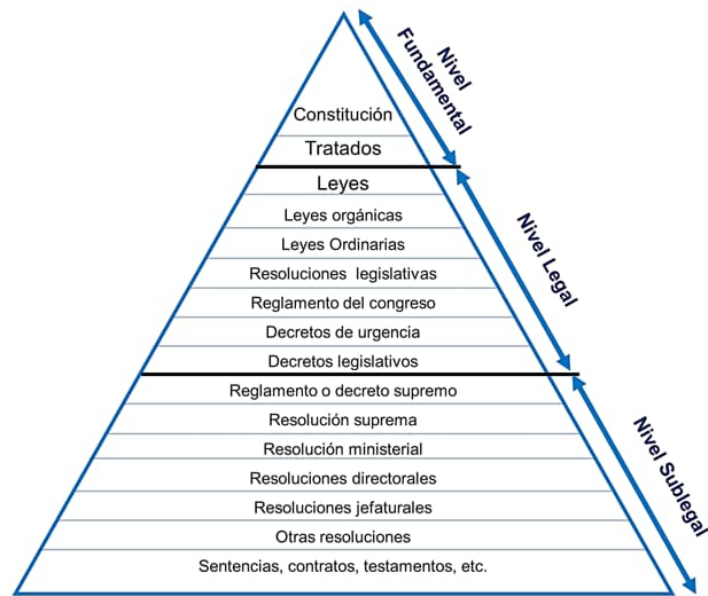 Constitución
Tratados
Leyes
Leyes orgánicas
Leyes Ordinarias
Resoluciones legislativas
Reglamento del congreso
Decretos de urgencia
Decretos legislativos
Reglamento o decreto supremo
Resolución suprema
Resolución ministerial
Resoluciones directorales
Resoluciones jefaturales
Otras resoluciones
Sentencias, contratos, testamentos, etc.
Nivel
Fundamental
Nivel Legal
Nivel Sublegal